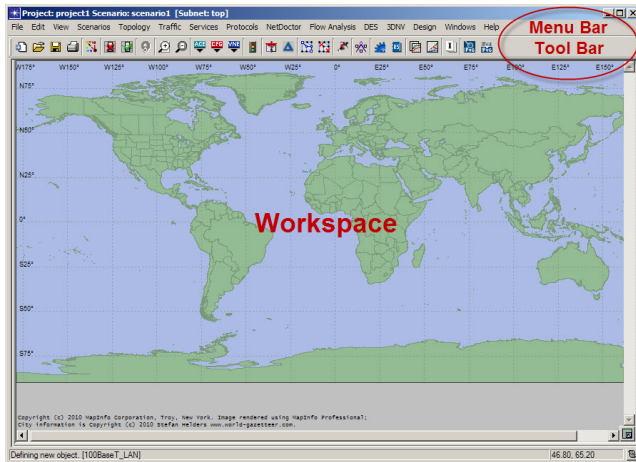 Project: project1 Scenario: scenario1 [Subnet: top]
File Edit View Scenarios Topology Traffic Services Protocols NetDoctor Flow Analysis DES 3DNV Design Windows Help
Menu Bar
Tool Bar
ACE CFG VNE
W175° W150° W125° W100° W75° W50° W25° 0° E25° E50° E75° E100° E125° E150°
N75°
N50°
N25°
0°
Workspace
S25°
S50°
S75°
Copyright (c) 2010 MapInfo Corporation, Troy, New York. Image rendered using MapInfo Professional;
City information is Copyright (c) 2010 Stefan Helders www.world-gazetteer.com.
Defining new object. [100BaseT_LAN]
46.80, 65.20